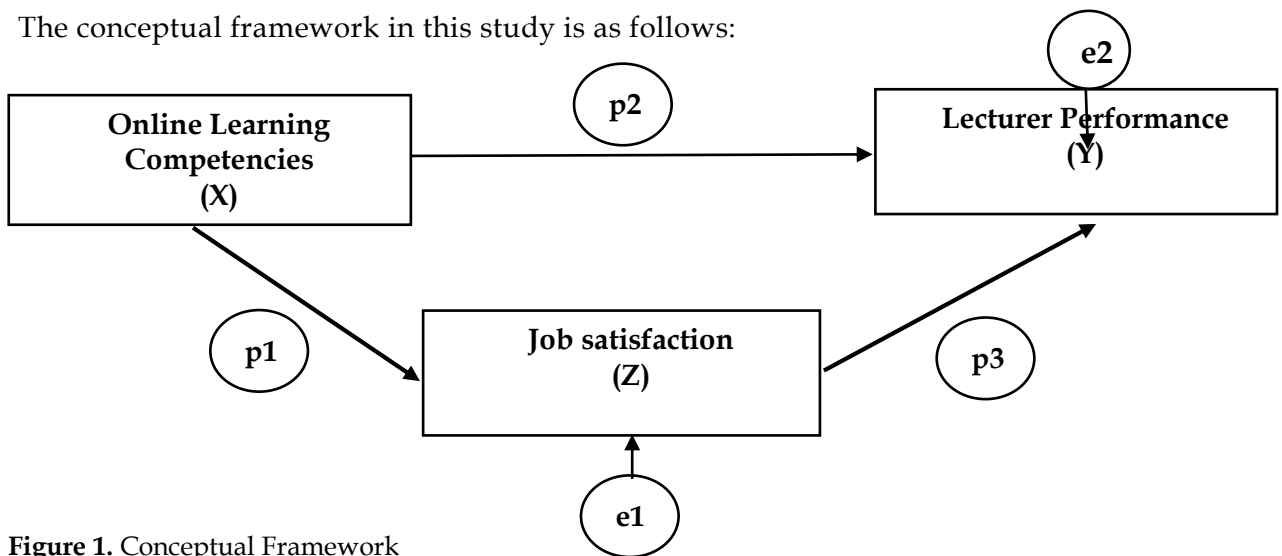 The conceptual framework in this study is as follows:
e2
p2
Online Learning
Competencies
(X)
Lecturer Performance
(Y)
p1
Job satisfaction
(Z)
p3
e1
Figure 1. Conceptual Framework